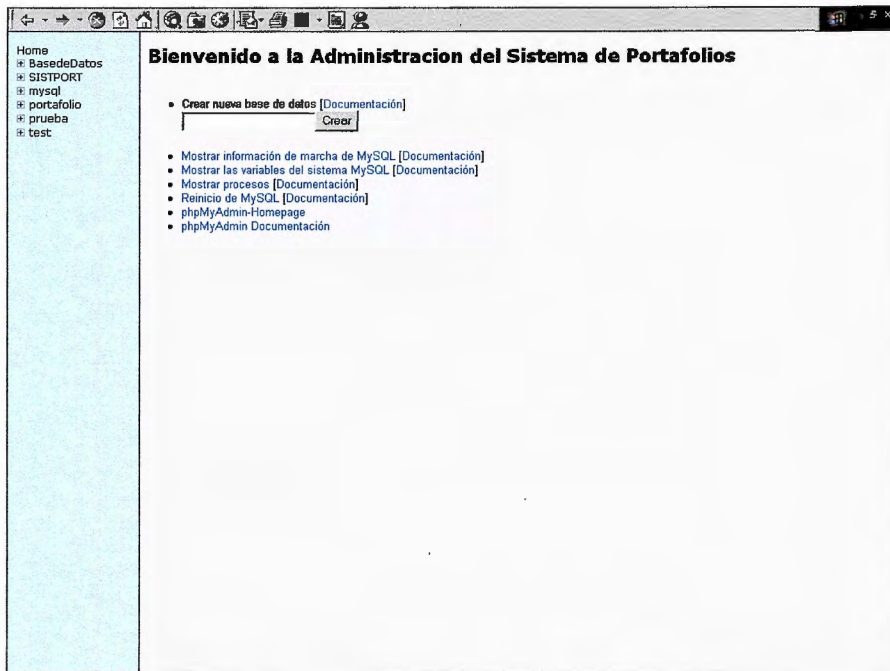 Home
BasedeDatos
SISTPORT
mysql
portafolio
prueba
test
Bienvenido a la Administracion del Sistema de Portafolios
Crear nueva base de datos [Documentación]
Crear
Mostrar información de marcha de MySQL [Documentación]
Mostrar las variables del sistema MySQL [Documentación]
Mostrar procesos [Documentación]
Reinicio de MySQL [Documentación]
phpMyAdmin-Homepage
phpMyAdmin Documentación